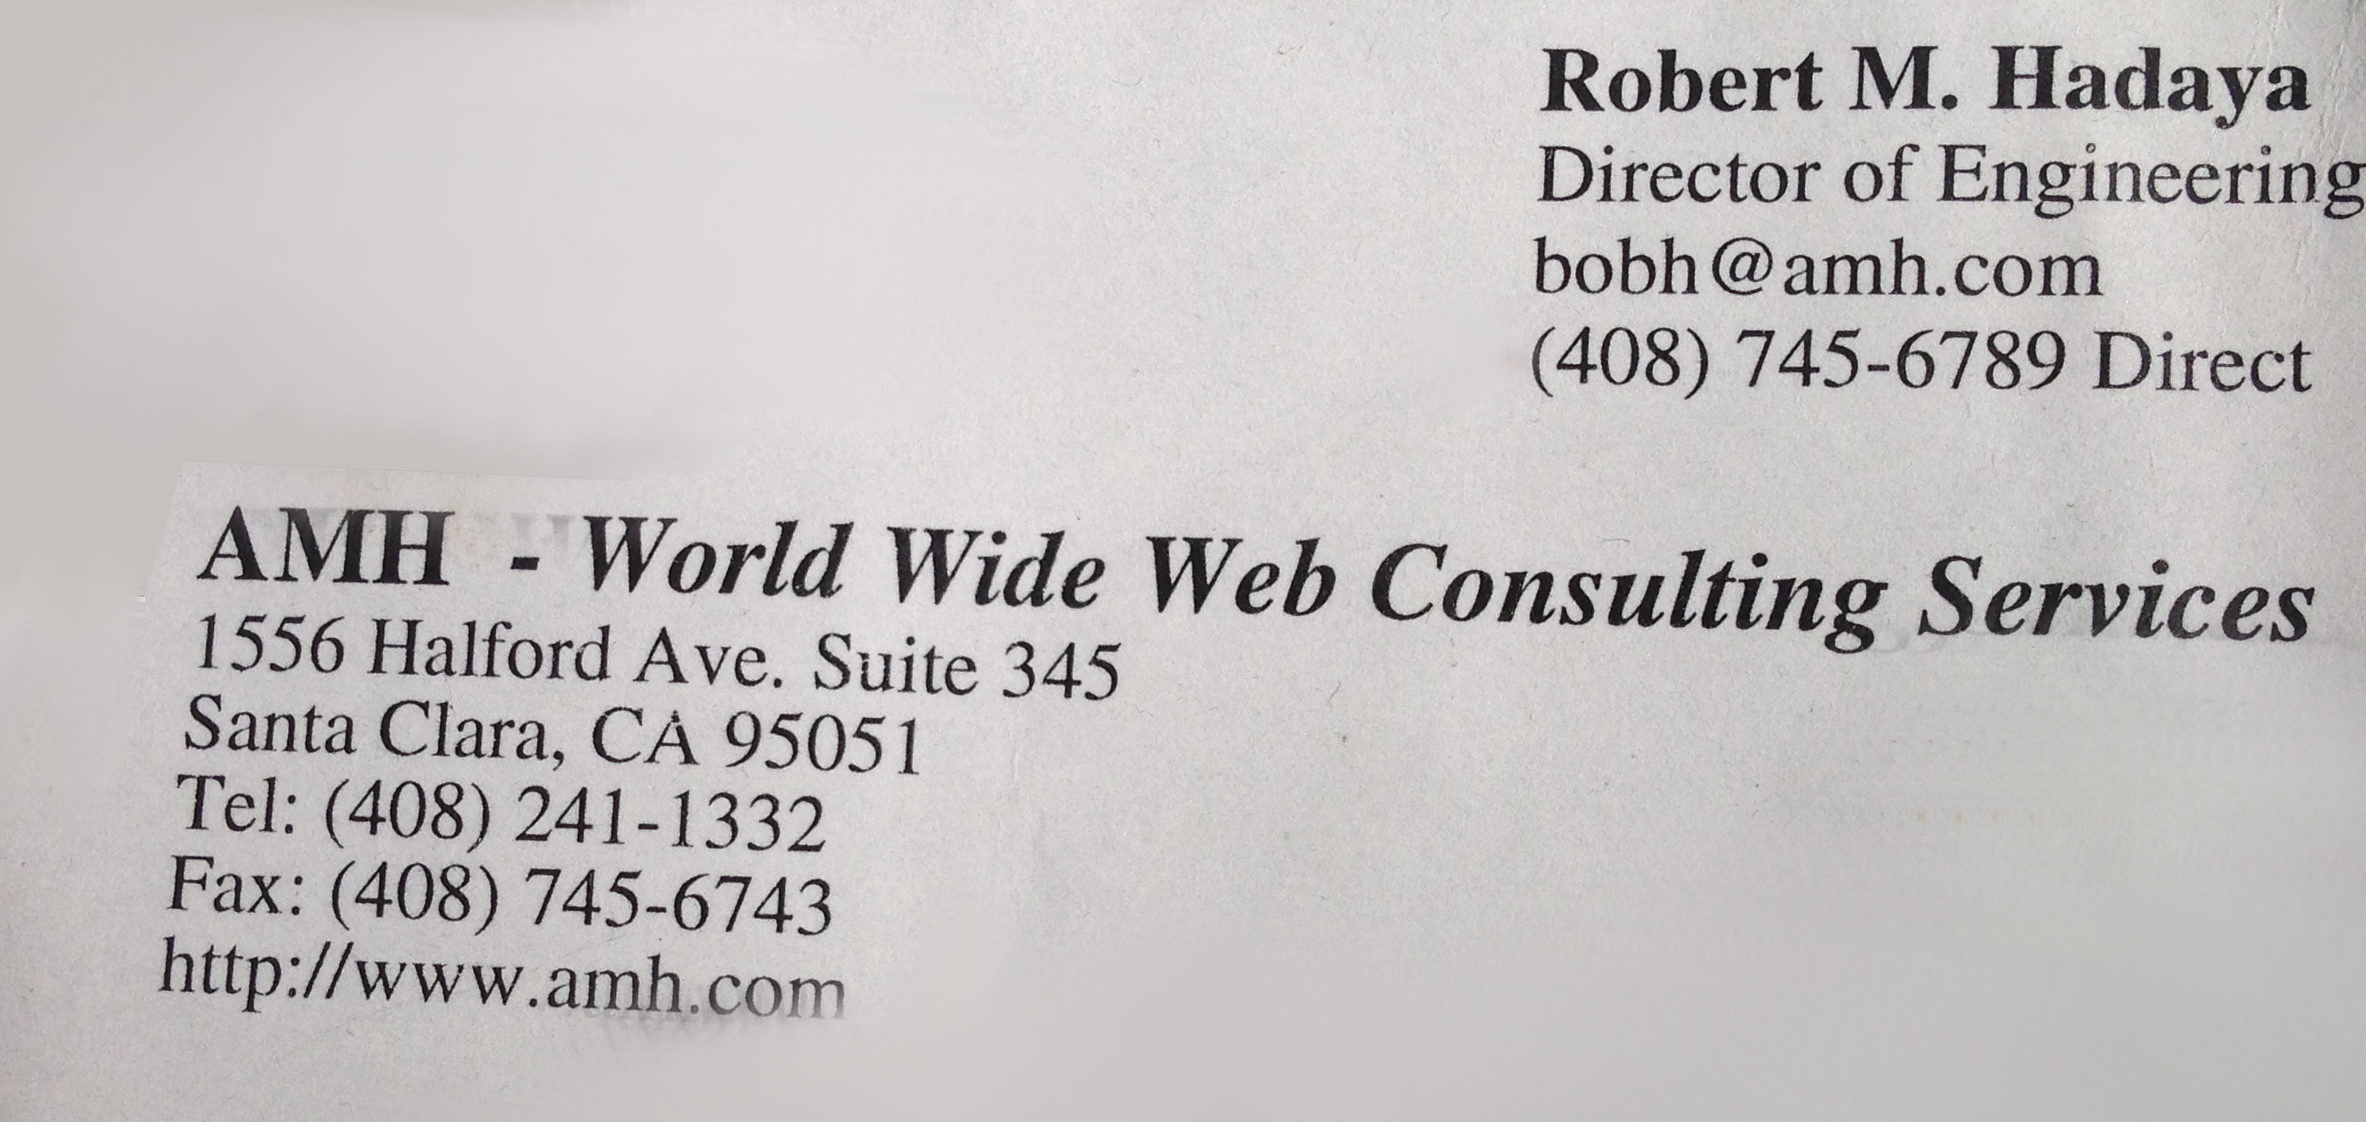 Robert M. Hadaya
Director of Engineering
bobh@amh.com
(408) 745-6789 Direct
AMH - World Wide Web Consulting Services
1556 Halford Ave. Suite 345
Santa Clara, CA 95051
Tel: (408) 241-1332
Fax: (408) 745-6743
http://www.amh.com